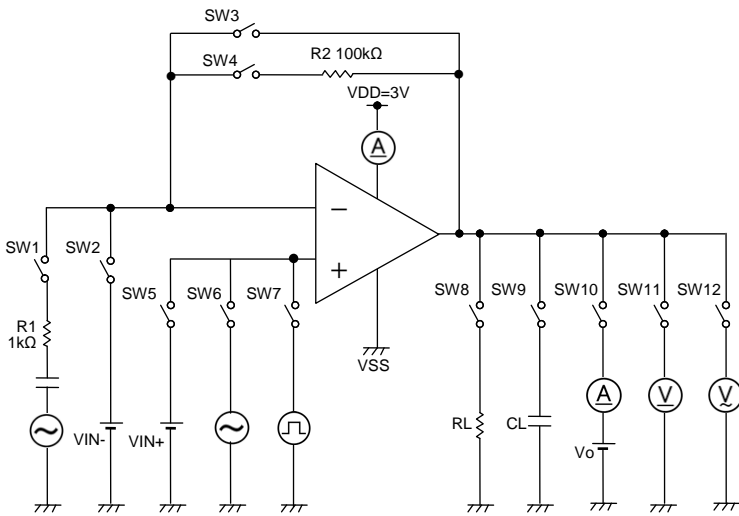 SW3
R2 100kΩ
SW4
VDD=3V
A
SW1
SW2
SW5
SW6
SW7
SW8
SW9
SW10
SW11
SW12
R1
1kΩ
VSS
VIN-
VIN+
RL
CL
A
V
V
Vo